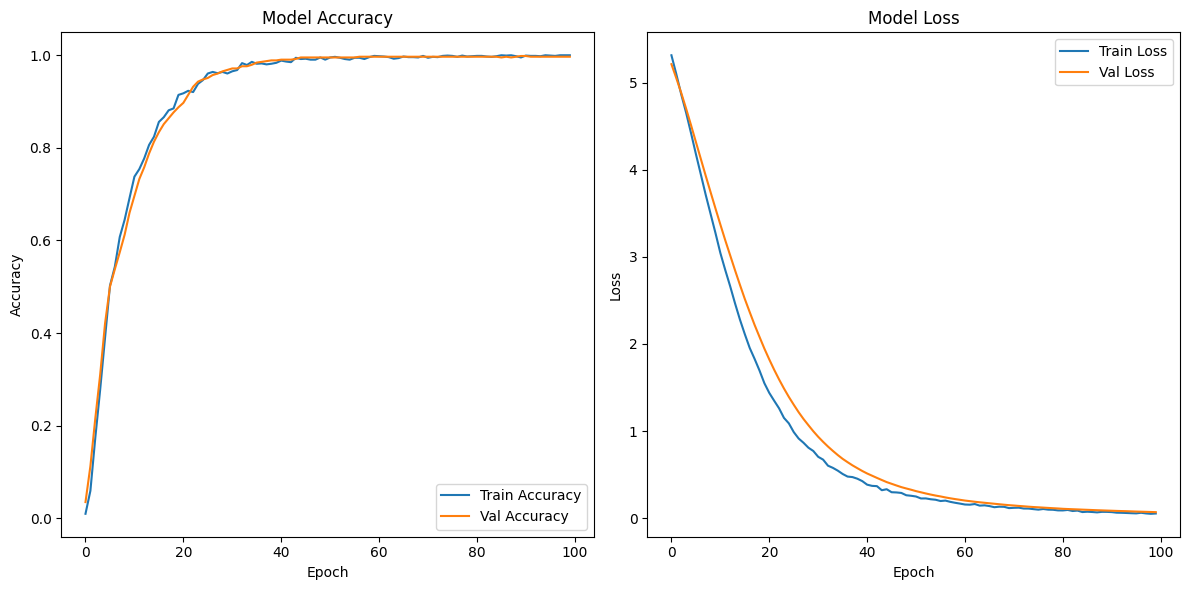 Model Accuracy
1.0
0.8
0.6
0.4
0.2
0.0
Accuracy
Train Accuracy
Val Accuracy
0 20 40 60 80 100
Epoch
Model Loss
Train Loss
Val Loss
5
4
3
2
1
0
Loss
0 20 40 60 80 100
Epoch